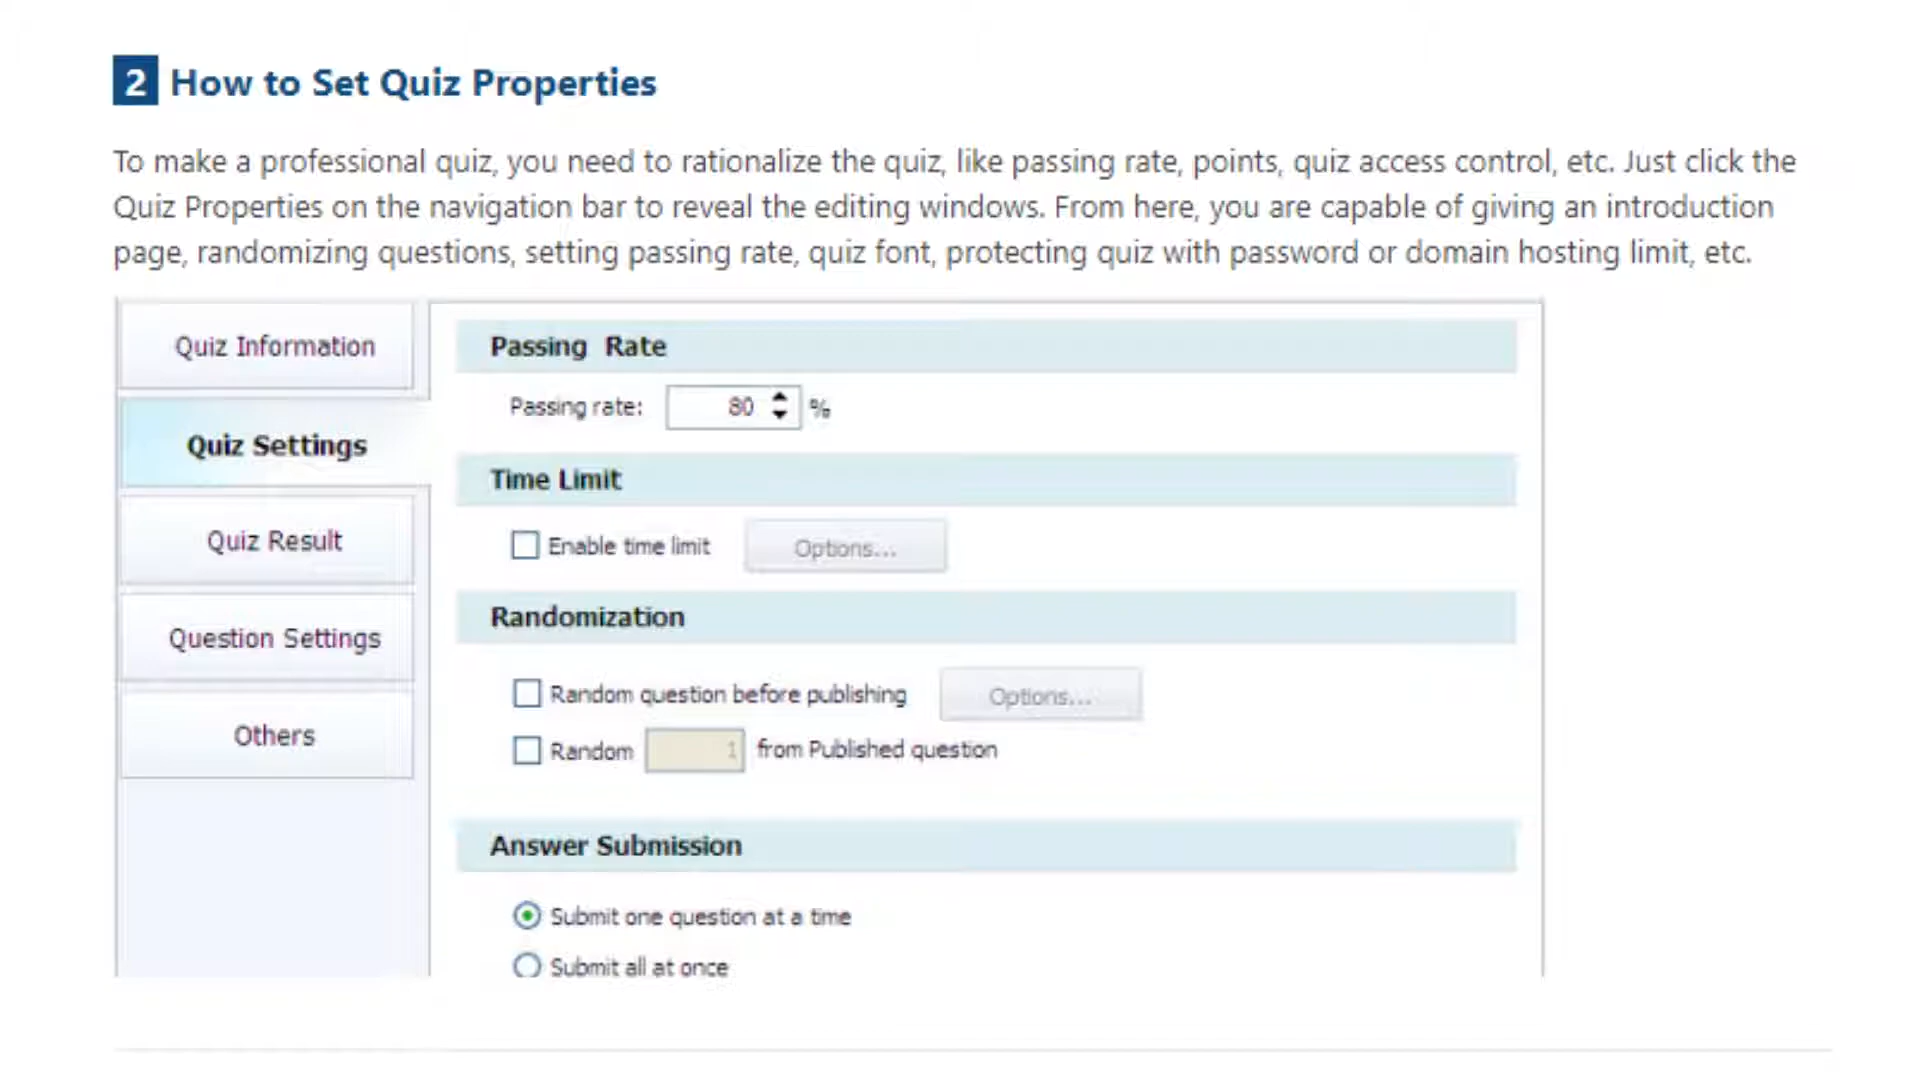 2 How to Set Quiz Properties
To make a professional quiz, you need to rationalize the quiz, like passing rate, points, quiz access control, etc. Just click the
Quiz Properties on the navigation bar to reveal the editing windows. From here, you are capable of giving an introduction
page, randomizing questions, setting passing rate, quiz font, protecting quiz with password or domain hosting limit, etc.
Quiz Information
Quiz Settings
Quiz Result
Question Settings
Others
Passing Rate
Passing rate: 80 %
Time Limit
Enable time limit Options...
Randomization
Random question before publishing Options...
Random 1 from Published question
Answer Submission
Submit one question at a time
Submit all at once